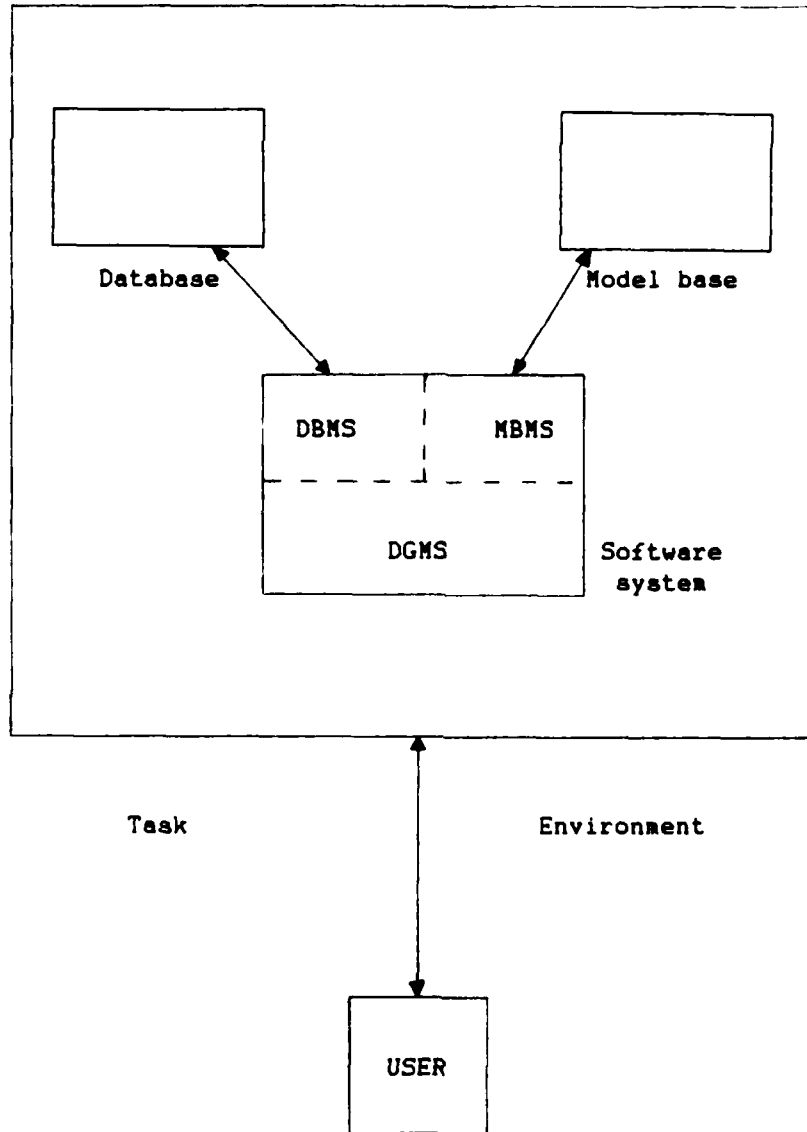 Database
Model base
DBMS
MBMS
DGMS
Software
system
Task
Environment
USER